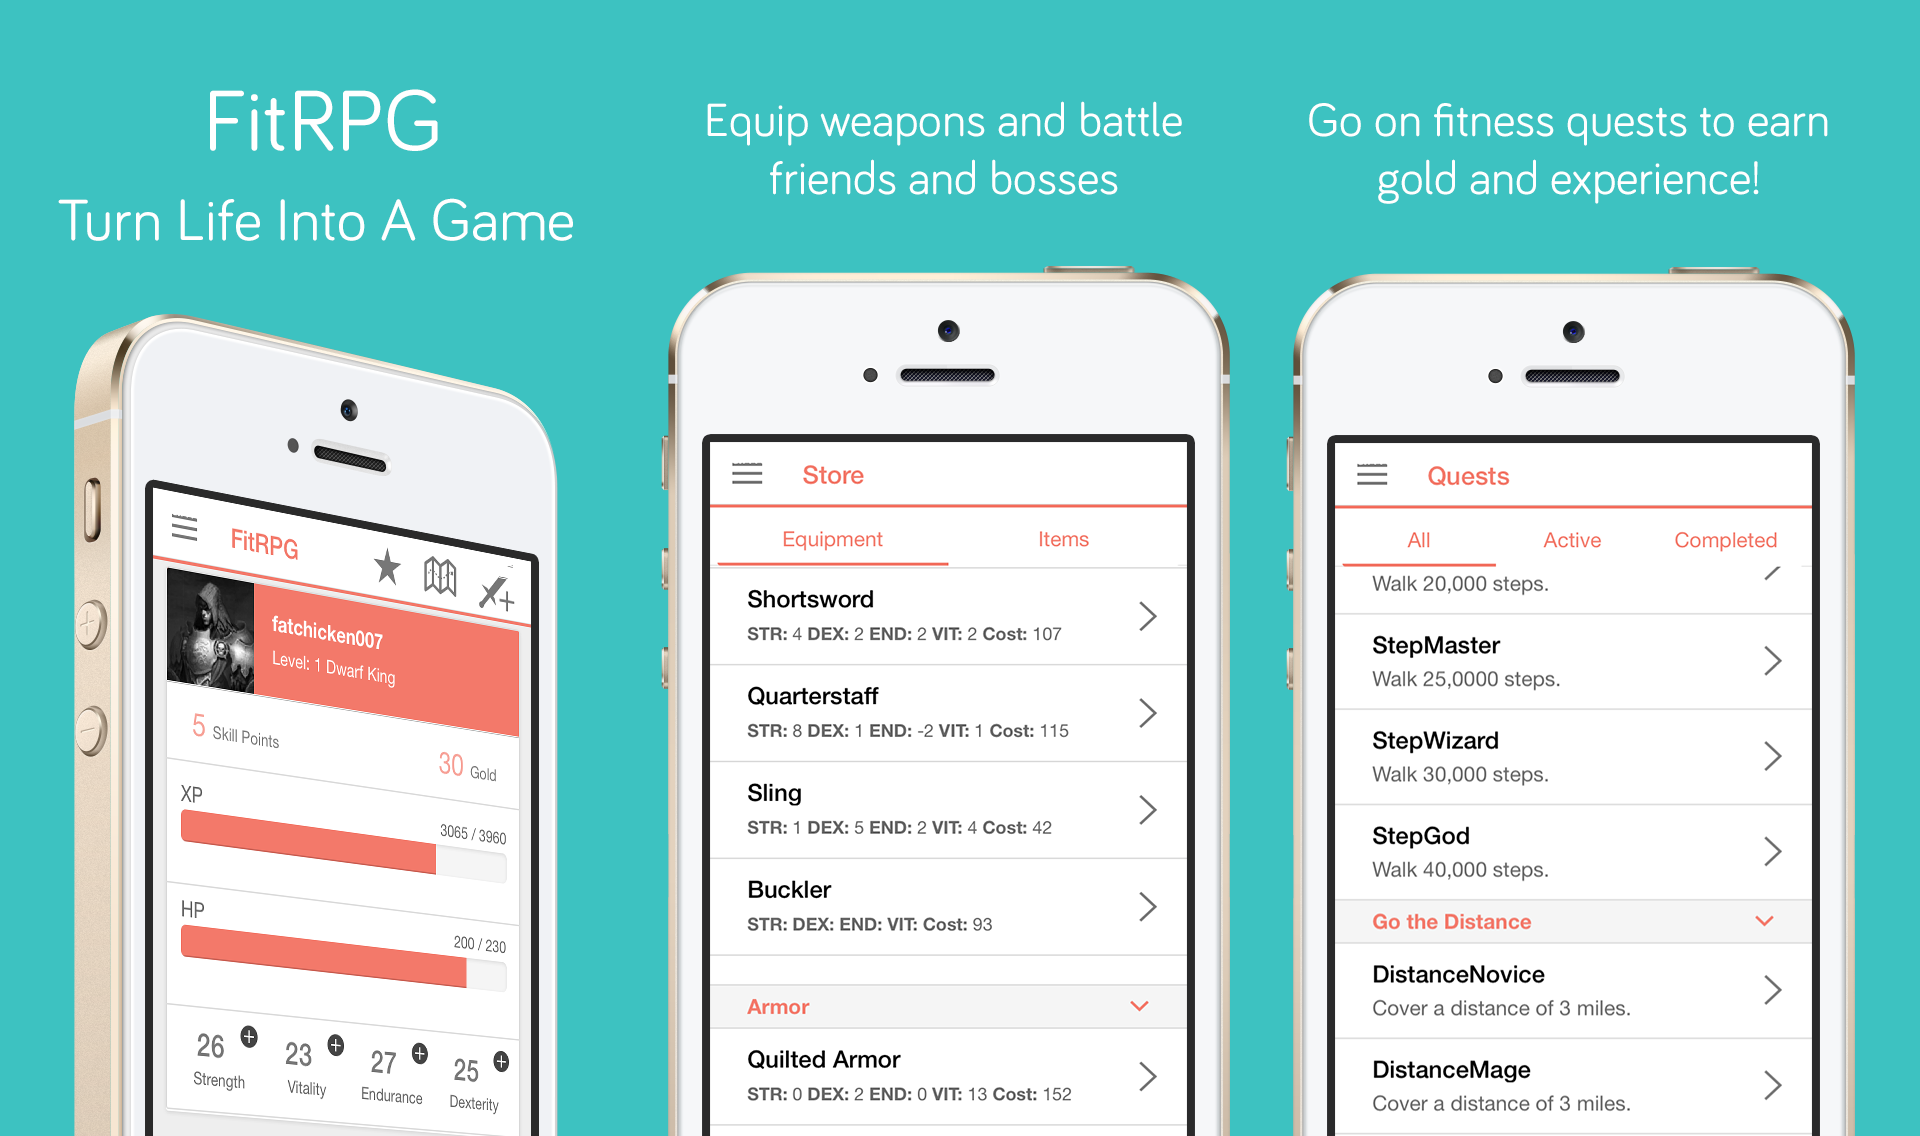 FitRPG
Turn Life Into A Game
FitRPG
fatchicken007
Level: 1 Dwarf King
5 Skill Points
30 Gold
XP
3065 / 3960
HP
200 / 230
26
Strength
23
Vitality
27
Endurance
25
Dexterity
Equip weapons and battle
friends and bosses
Store
Equipment
Items
Shortsword
STR: 4 DEX: 2 END: 2 VIT: 2 Cost: 107
Quarterstaff
STR: 8 DEX: 1 END: -2 VIT: 1 Cost: 115
Sling
STR: 1 DEX: 5 END: 2 VIT: 4 Cost: 42
Buckler
STR: DEX: END: VIT: Cost: 93
Armor
Quilted Armor
STR: 0 DEX: 2 END: 0 VIT: 13 Cost: 152
Go on fitness quests to earn
gold and experience!
Quests
All
Active
Completed
Walk 20,000 steps.
StepMaster
Walk 25,0000 steps.
StepWizard
Walk 30,000 steps.
StepGod
Walk 40,000 steps.
Go the Distance
DistanceNovice
Cover a distance of 3 miles.
DistanceMage
Cover a distance of 3 miles.